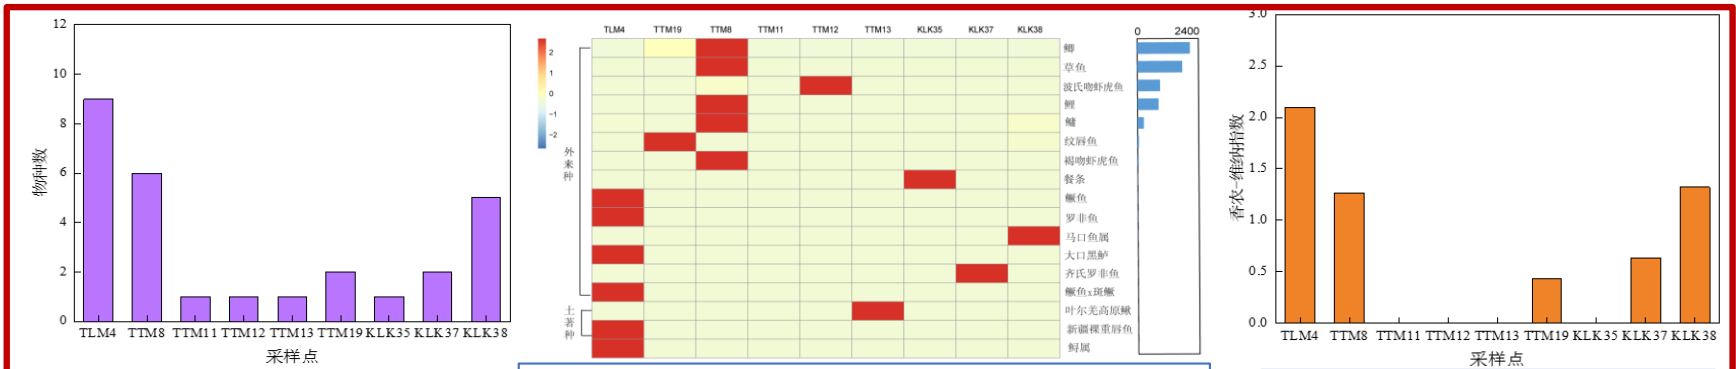 12
10
8
6
4
2
0
物种数
TLM4 TTM8 TTM11 TTM12 TTM13 TTM19 KLK35 KLK37 KLK38
采样点
TLM4 TTM19 TTM8 TTM11 TTM12 TTM13 KLK35 KLK37 KLK38
2
1
0
−1
−2
外来种
土著种
鲫
草鱼
波氏吻虾虎鱼
鲤
鳙
纹唇鱼
褐吻虾虎鱼
餐条
鳜鱼
罗非鱼
马口鱼属
大口黑鲈
齐氏罗非鱼
鳜鱼x斑鳜
叶尔羌高原鳅
新疆裸重唇鱼
鲟属
0 2400
3.0
2.5
2.0
1.5
1.0
0.5
0.0
香农-维纳指数
TLM4 TTM8 TTM11 TTM12 TTM13 TTM19 KLK35 KLK37 KLK38
采样点